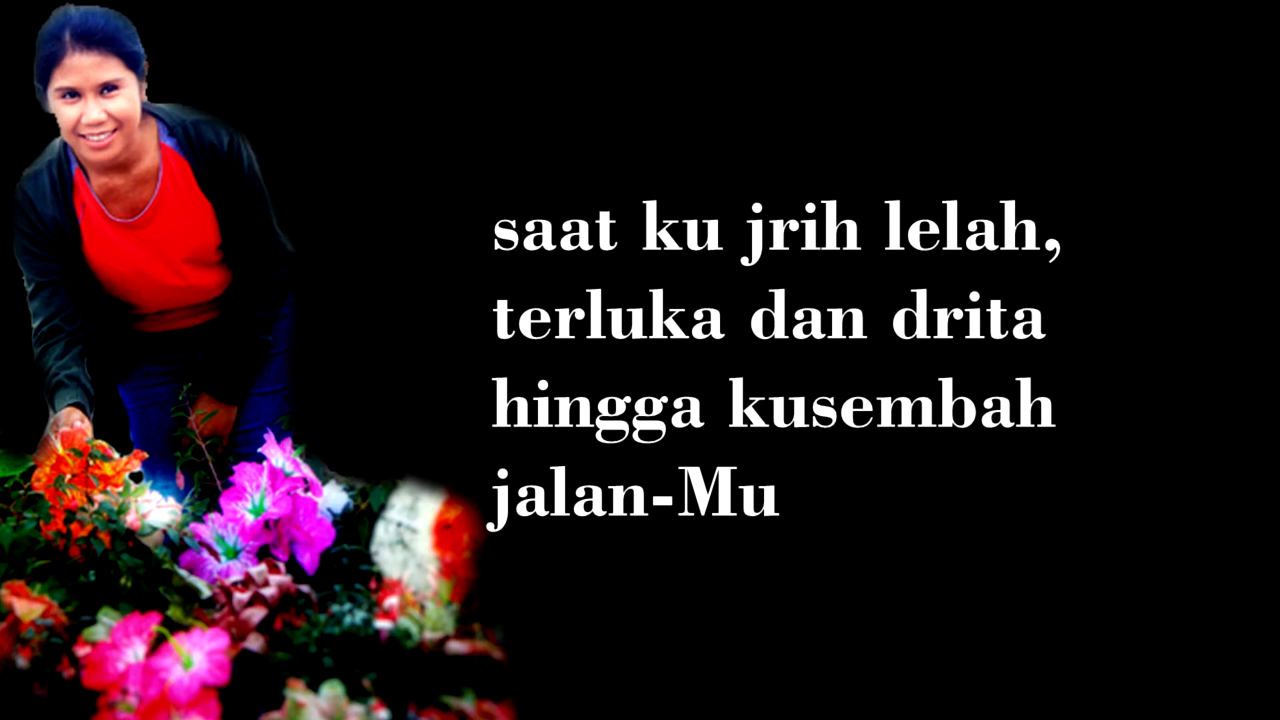 saat ku jrih lelah,
terluka dan drita
hingga kusembah
jalan-Mu